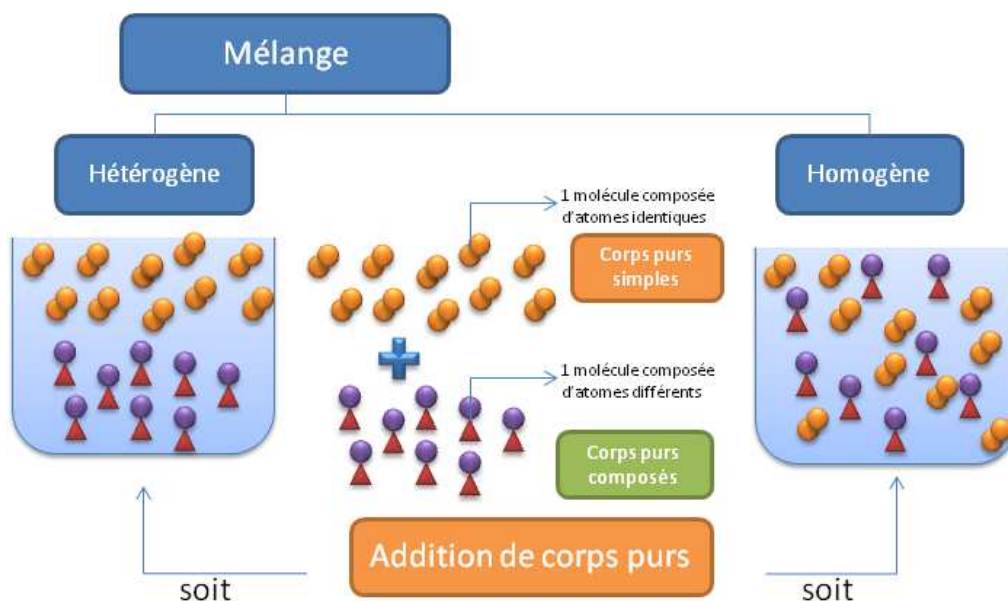 Mélange
Hétérogène
Homogène
1 molécule composée
d'atomes identiques
Corps purs
simples
1 molécule composée
d'atomes différents
Corps purs
composés
Addition de corps purs
soit
soit